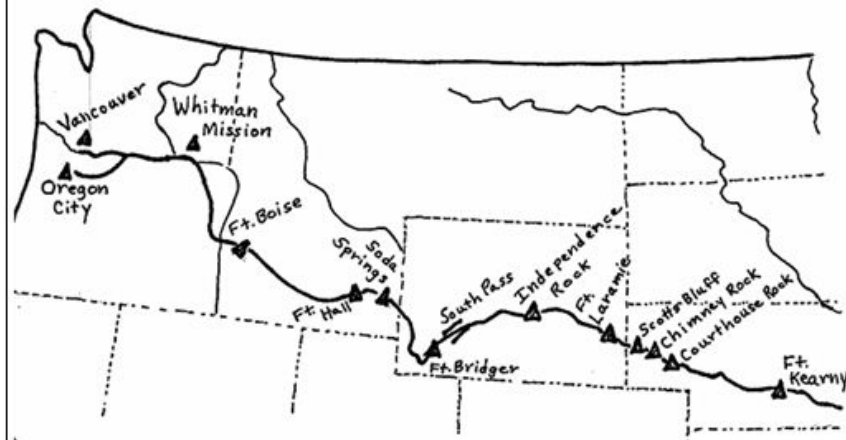 Vancouver
Whitman
Mission
Oregon
City
Ft. Boise
Soda
Springs
Ft.
Hall
South Pass
Ft. Bridger
Independence
Rock
Ft.
Laramie
Scotts Bluff
Chimney Rock
Courthouse Rock
Ft.
Kearny